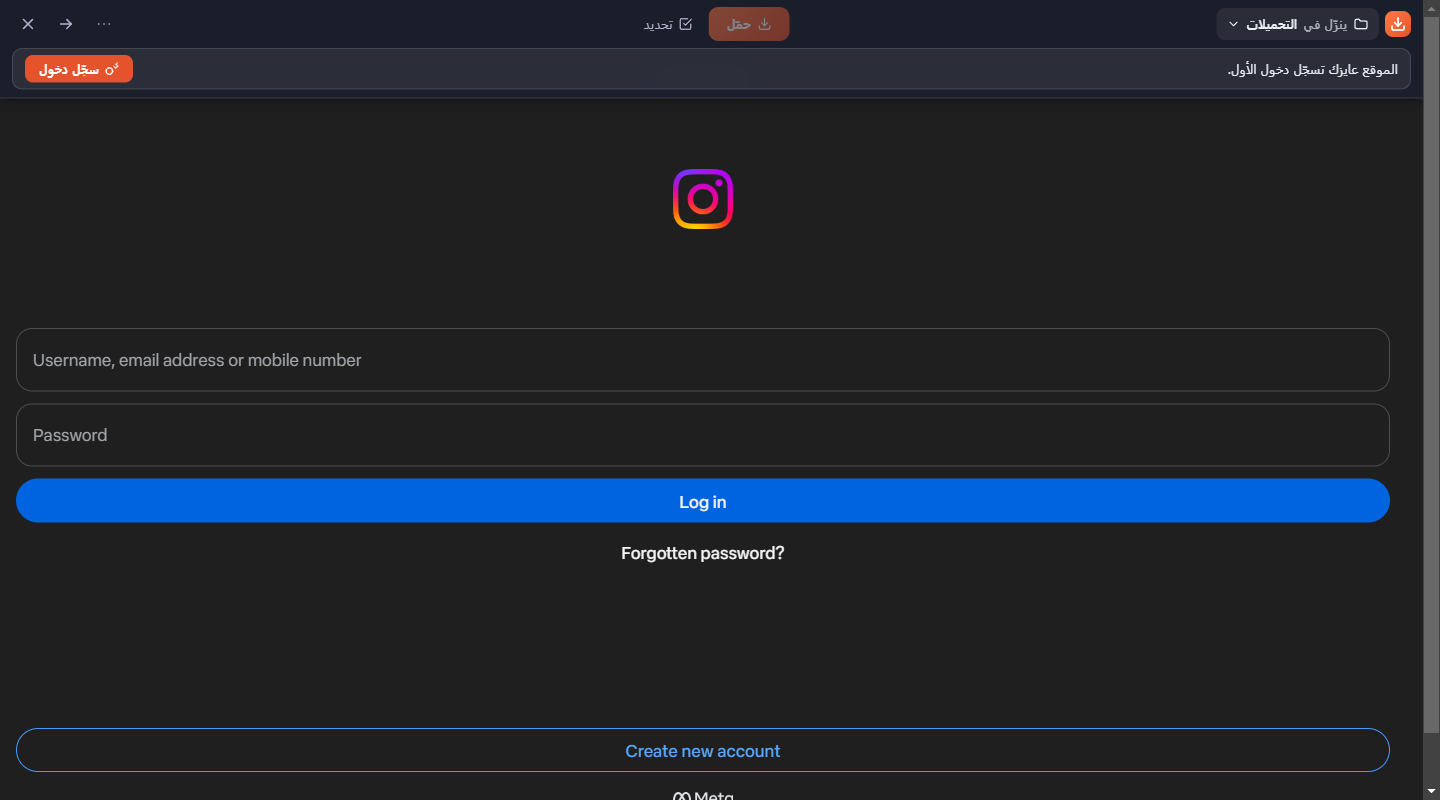 ينزّل في التحميلات
حمّل
تحديد
الموقع عايزك تسجّل دخول الأول.
سجّل دخول
Username, email address or mobile number
Password
Log in
Forgotten password?
Create new account
Meta